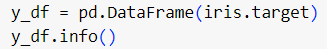 y_df = pd.DataFrame(iris.target)
y_df.info()